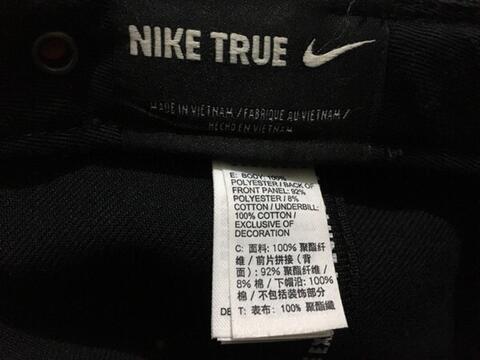 NIKE TRUE
MADE IN VIETNAM / FABRIQUÉ AU VIETNAM /
HECHO EN VIETNAM
E: BODY: 100%
POLYESTER / BACK OF
FRONT PANEL: 92%
POLYESTER / 8%
COTTON / UNDERBILL:
100% COTTON /
EXCLUSIVE OF
DECORATION
C: 面料: 100% 聚酯纤
维 / 前片拼接 (背
面) : 92% 聚酯纤维 /
8% 棉 / 下帽沿: 100%
棉 / 不包括装饰部分
T: 表布: 100% 聚酯纖